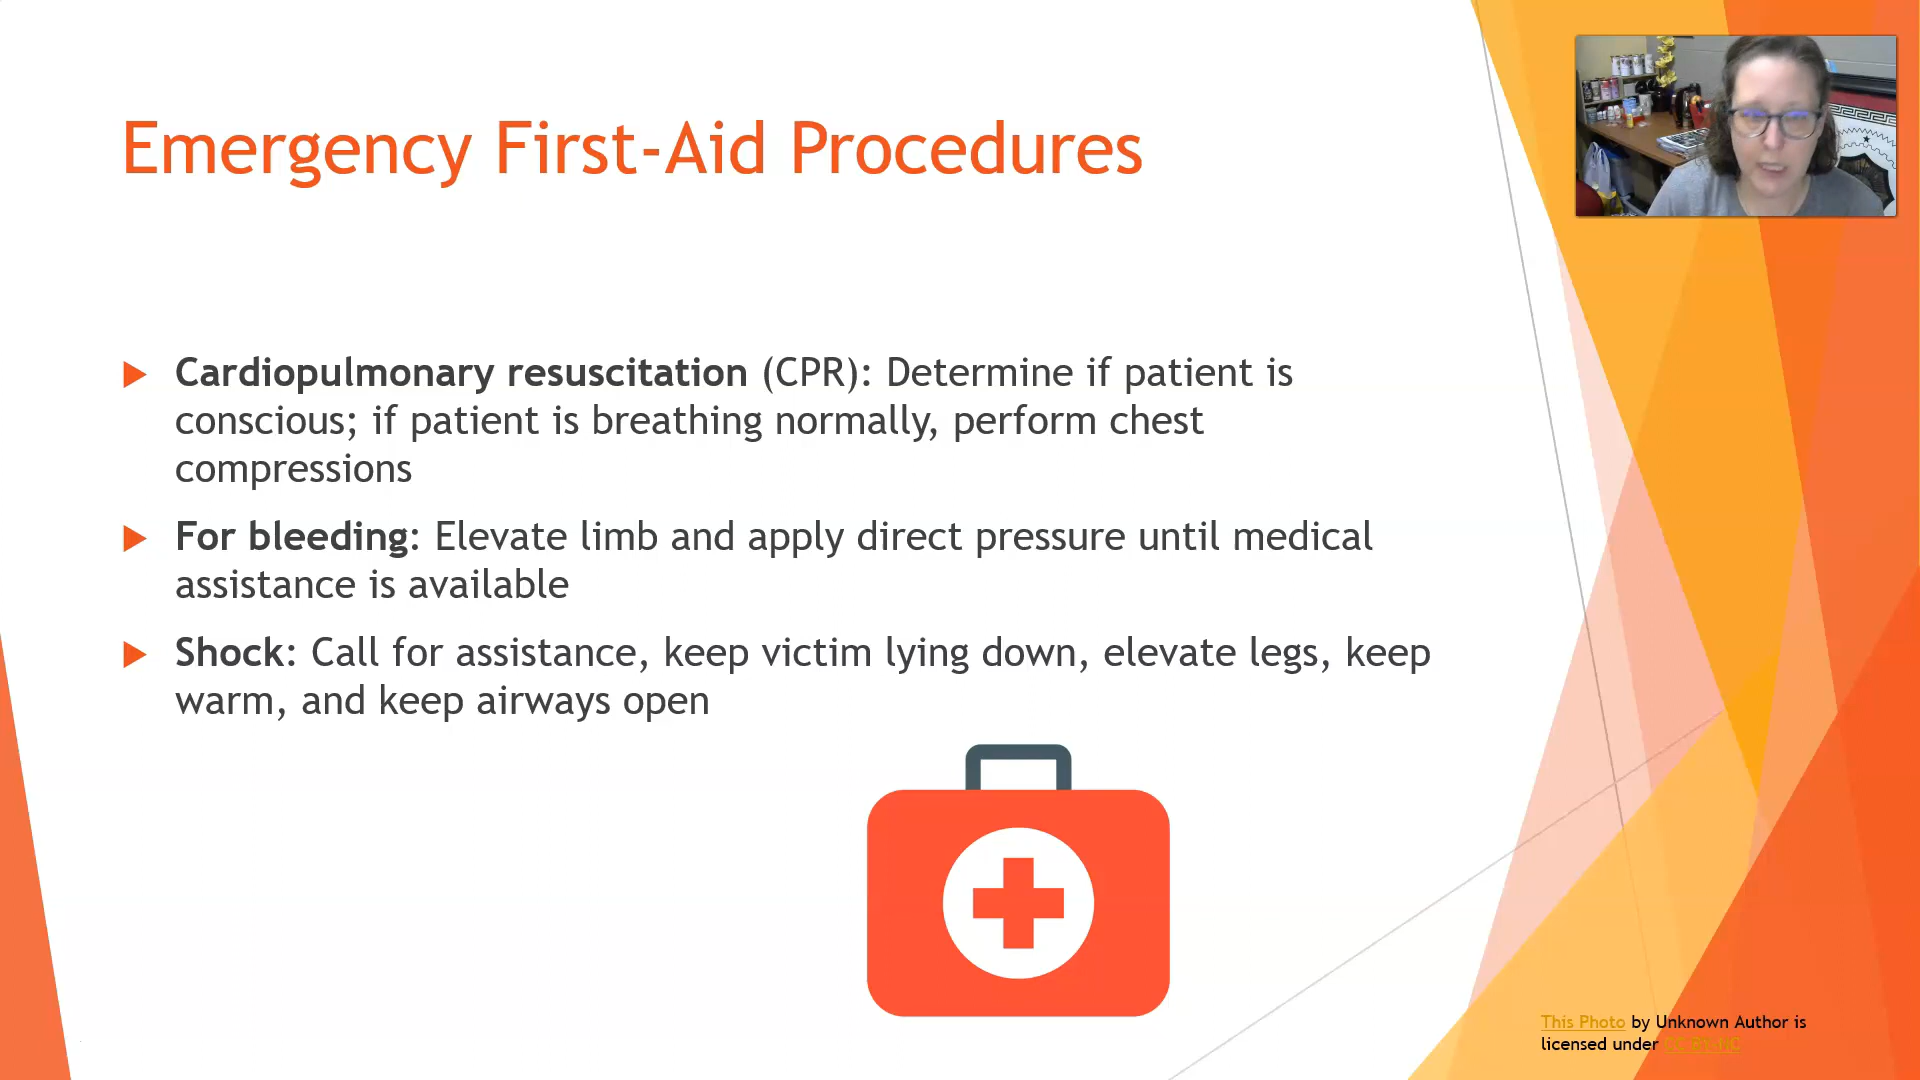 Emergency First-Aid Procedures
Cardiopulmonary resuscitation (CPR): Determine if patient is
conscious; if patient is breathing normally, perform chest
compressions
For bleeding: Elevate limb and apply direct pressure until medical
assistance is available
Shock: Call for assistance, keep victim lying down, elevate legs, keep
warm, and keep airways open
This Photo by Unknown Author is
licensed under CC BY-NC